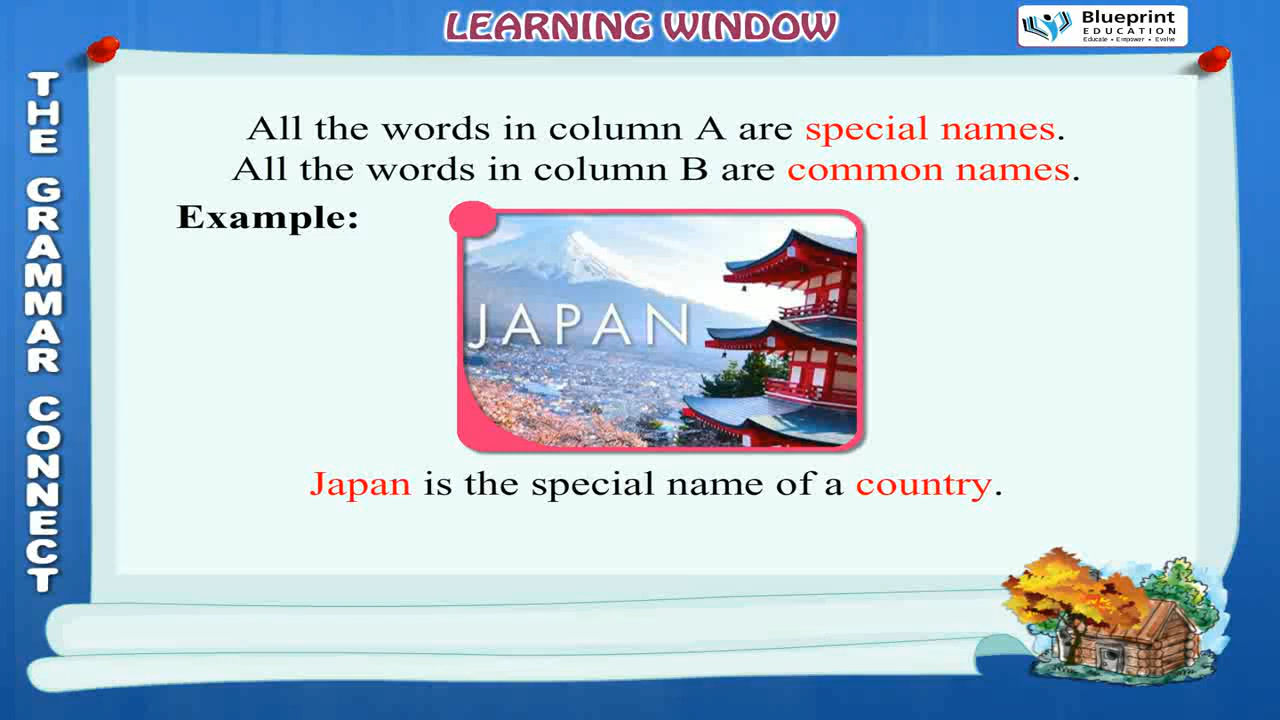 LEARNING WINDOW
Blueprint
EDUCATION
Educate • Empower • Evolve
THE GRAMMAR CONNECT
All the words in column A are special names.
All the words in column B are common names.
Example:
JAPAN
Japan is the special name of a country.